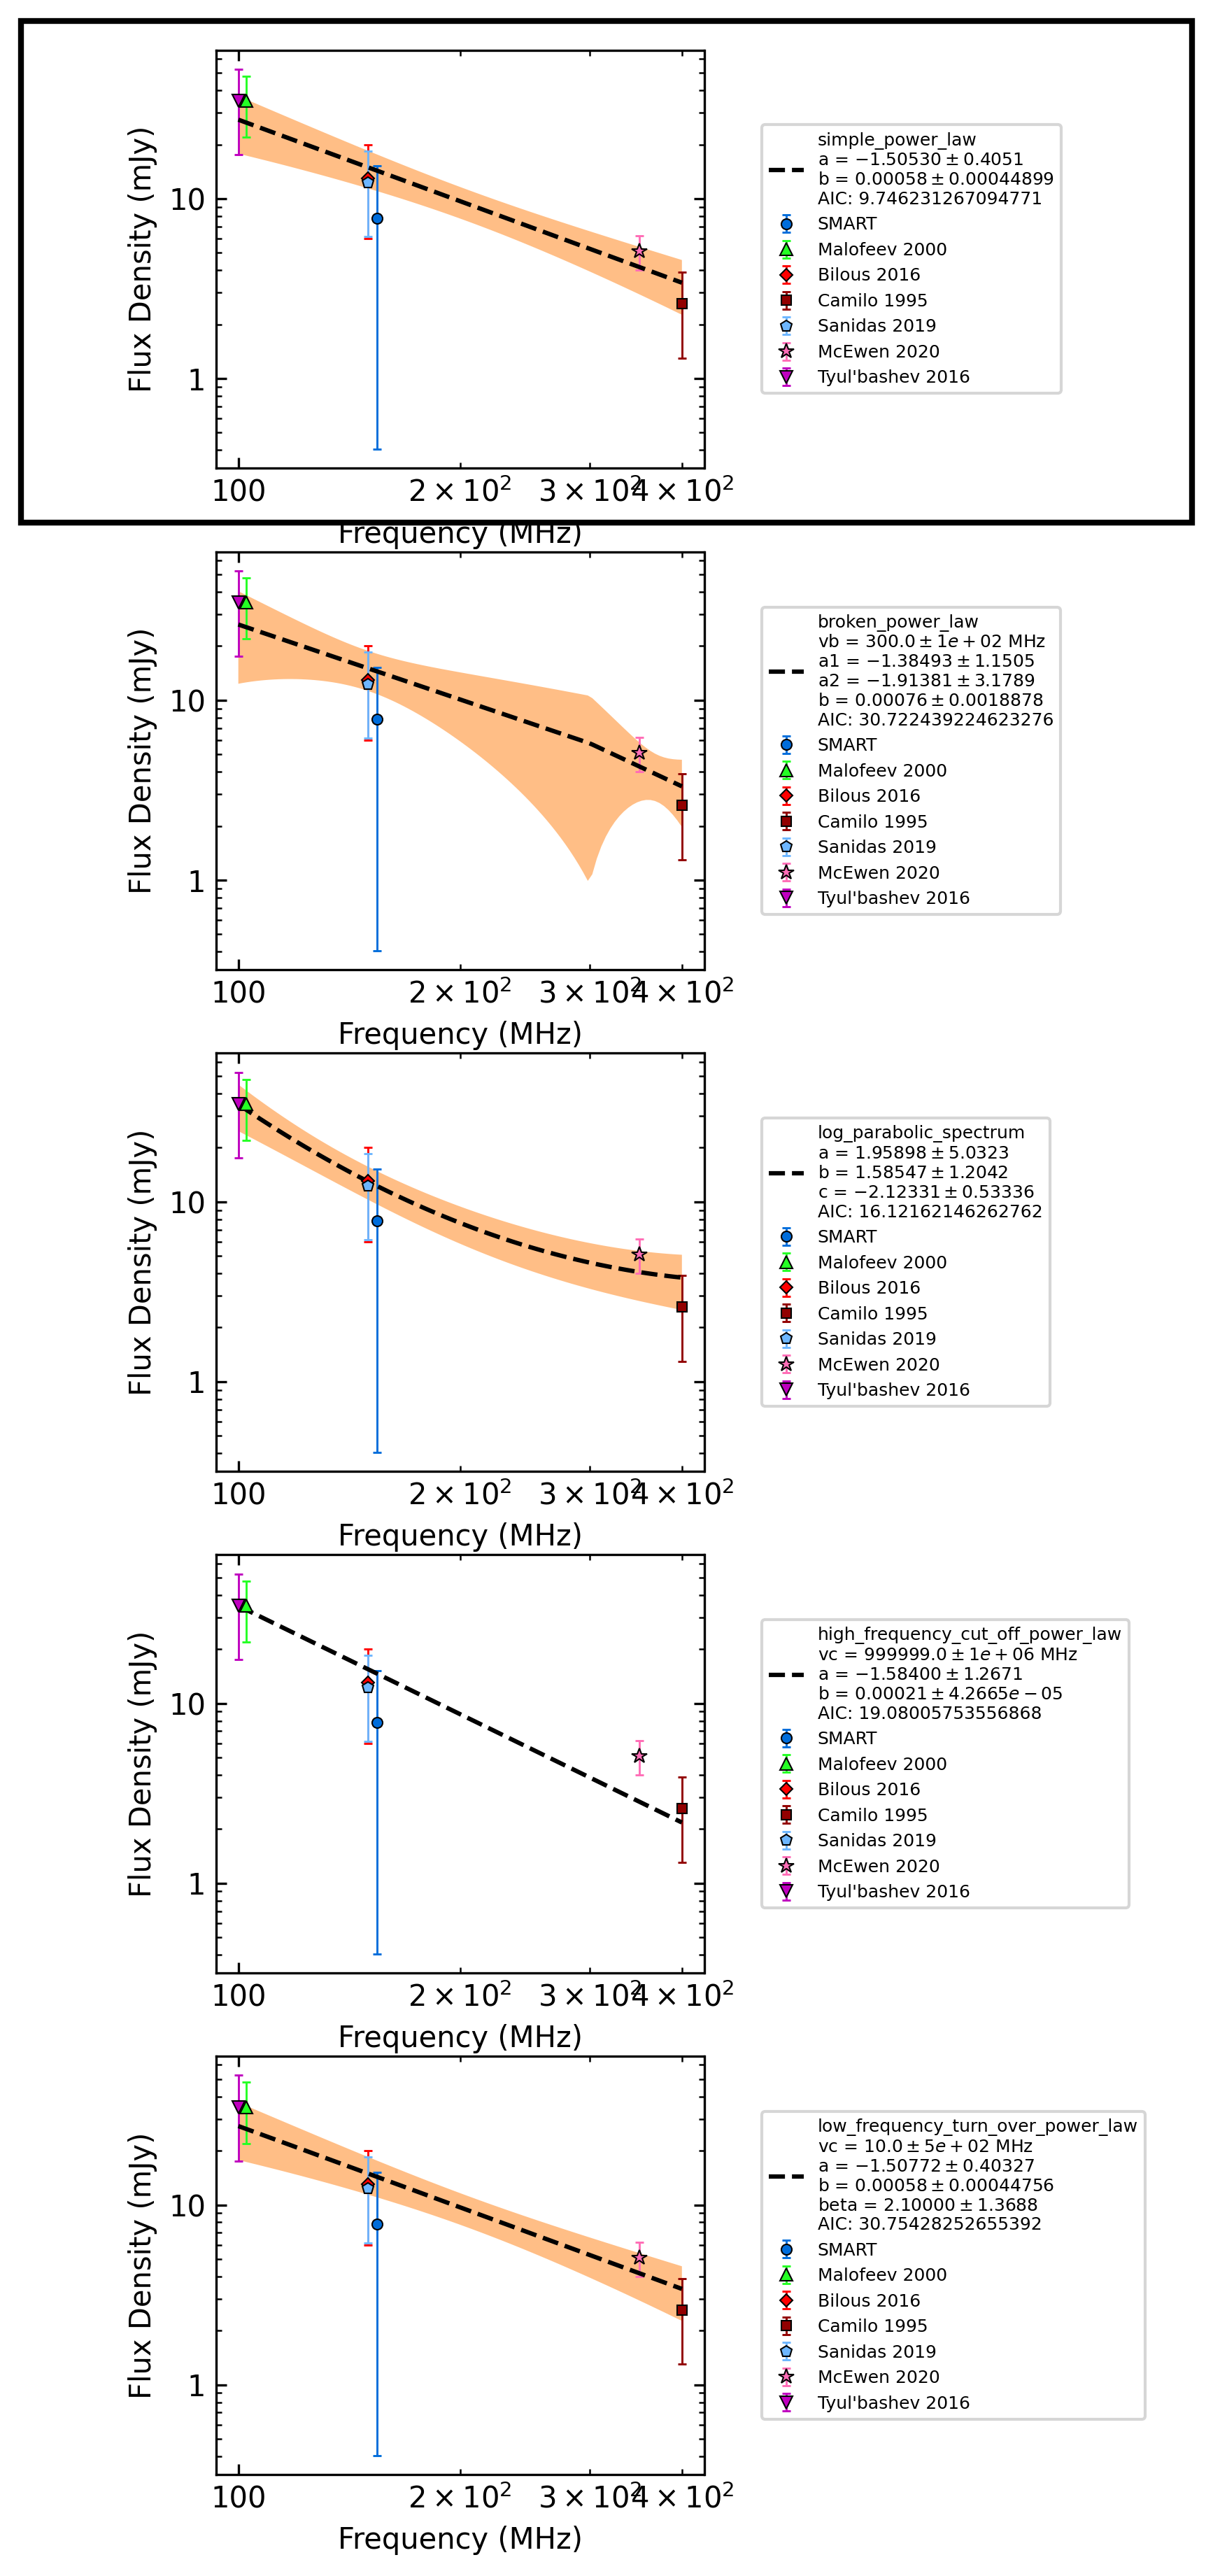 Flux Density (mJy)
10
1
100
2 × 10²
3 × 10²
4 × 10²
Frequency (MHz)
simple_power_law
a = −1.50530 ± 0.4051
b = 0.00058 ± 0.00044899
AIC: 9.746231267094771
SMART
Malofeev 2000
Bilous 2016
Camilo 1995
Sanidas 2019
McEwen 2020
Tyul'bashev 2016
Flux Density (mJy)
10
1
100
2 × 10²
3 × 10²
4 × 10²
Frequency (MHz)
broken_power_law
vb = 300.0 ± 1e + 02 MHz
a1 = −1.38493 ± 1.1505
a2 = −1.91381 ± 3.1789
b = 0.00076 ± 0.0018878
AIC: 30.722439224623276
SMART
Malofeev 2000
Bilous 2016
Camilo 1995
Sanidas 2019
McEwen 2020
Tyul'bashev 2016
Flux Density (mJy)
10
1
100
2 × 10²
3 × 10²
4 × 10²
Frequency (MHz)
log_parabolic_spectrum
a = 1.95898 ± 5.0323
b = 1.58547 ± 1.2042
c = −2.12331 ± 0.53336
AIC: 16.12162146262762
SMART
Malofeev 2000
Bilous 2016
Camilo 1995
Sanidas 2019
McEwen 2020
Tyul'bashev 2016
Flux Density (mJy)
10
1
100
2 × 10²
3 × 10²
4 × 10²
Frequency (MHz)
high_frequency_cut_off_power_law
vc = 999999.0 ± 1e + 06 MHz
a = −1.58400 ± 1.2671
b = 0.00021 ± 4.2665e − 05
AIC: 19.08005753556868
SMART
Malofeev 2000
Bilous 2016
Camilo 1995
Sanidas 2019
McEwen 2020
Tyul'bashev 2016
Flux Density (mJy)
10
1
100
2 × 10²
3 × 10²
4 × 10²
Frequency (MHz)
low_frequency_turn_over_power_law
vc = 10.0 ± 5e + 02 MHz
a = −1.50772 ± 0.40327
b = 0.00058 ± 0.00044756
beta = 2.10000 ± 1.3688
AIC: 30.75428252655392
SMART
Malofeev 2000
Bilous 2016
Camilo 1995
Sanidas 2019
McEwen 2020
Tyul'bashev 2016